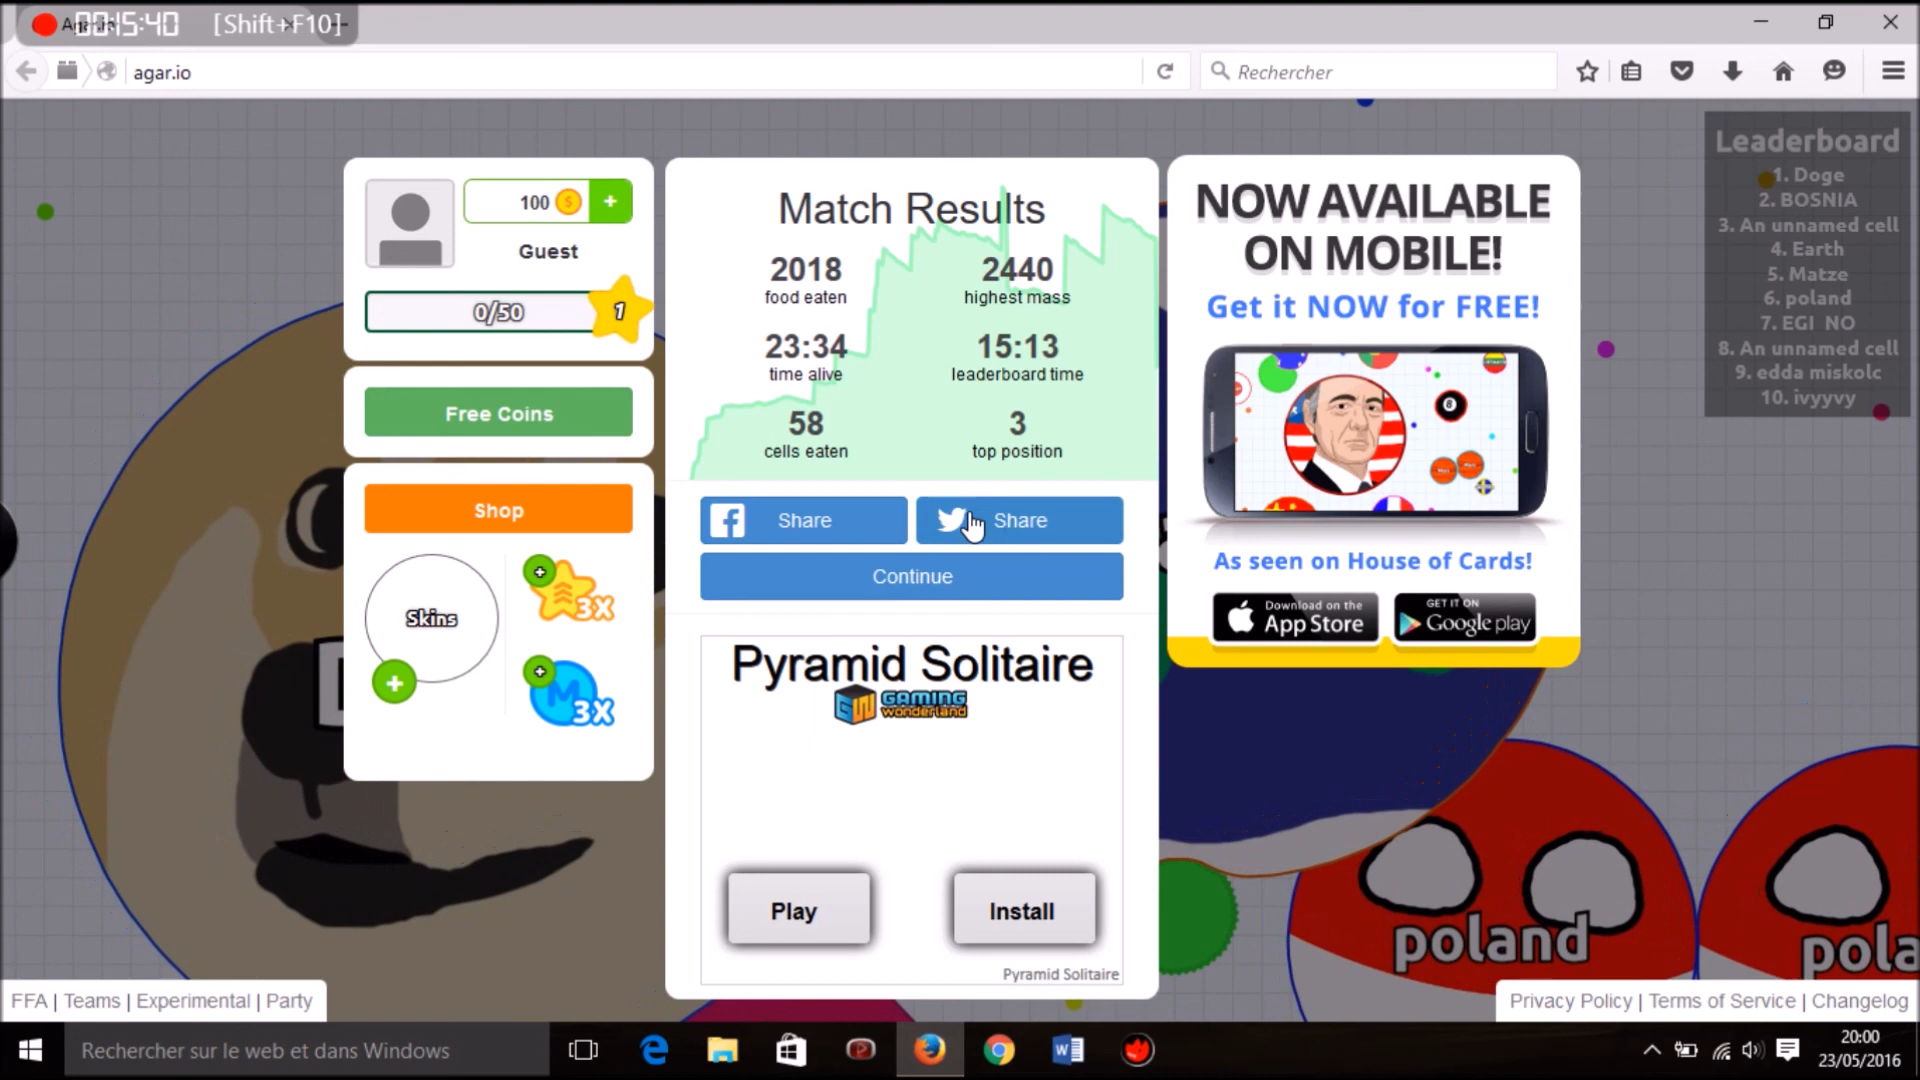 00:15:40 [Shift+F10]
agar.io
Rechercher
Leaderboard
1. Doge
2. BOSNIA
3. An unnamed cell
4. Earth
5. Matze
6. poland
7. EGI NO
8. An unnamed cell
9. edda miskolc
10. ivyyvy
100
Guest
0/50
1
Free Coins
Shop
Skins
3X
M
3X
Match Results
2018
food eaten
2440
highest mass
23:34
time alive
15:13
leaderboard time
58
cells eaten
3
top position
Share
Share
Continue
Pyramid Solitaire
GW GAMING
wonderland
Play
Install
Pyramid Solitaire
NOW AVAILABLE
ON MOBILE!
Get it NOW for FREE!
8
As seen on House of Cards!
Download on the
App Store
GET IT ON
Google play
poland
pola
FFA | Teams | Experimental | Party
Privacy Policy | Terms of Service | Changelog
Rechercher sur le web et dans Windows
20:00
23/05/2016